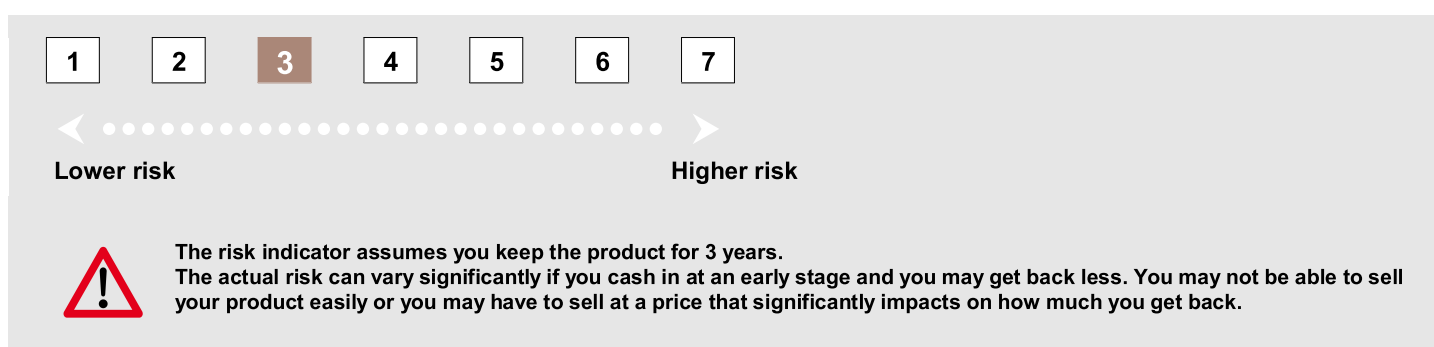 1 2 3 4 5 6 7
Lower risk Higher risk
The risk indicator assumes you keep the product for 3 years.
The actual risk can vary significantly if you cash in at an early stage and you may get back less. You may not be able to sell
your product easily or you may have to sell at a price that significantly impacts on how much you get back.